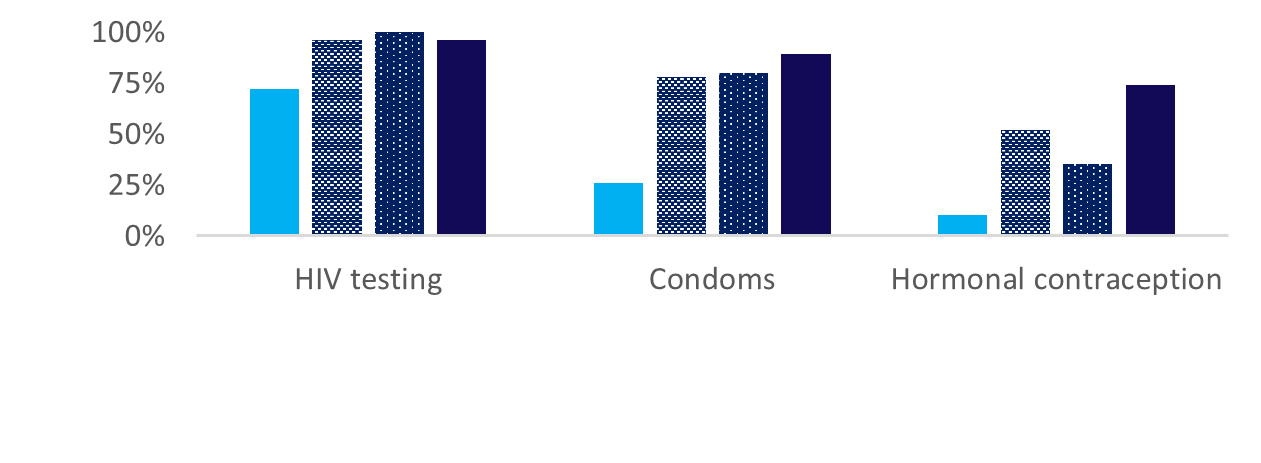 100%
75%
50%
25%
0%
HIV testing
Condoms
Hormonal contraception